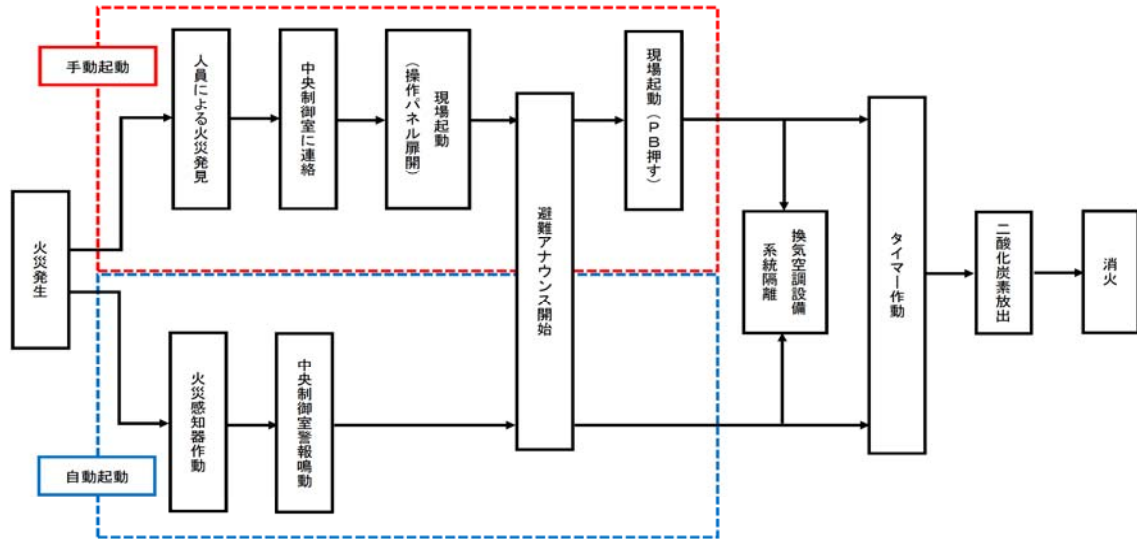 手動起動
人員による火災発見
中央制御室に連絡
現場起動
(操作パネル扉開)
避難アナウンス開始
現場起動(PB押す)
火災発生
換気空調設備
系統隔離
タイマー作動
二酸化炭素放出
消火
自動起動
火災感知器作動
中央制御室警報鳴動